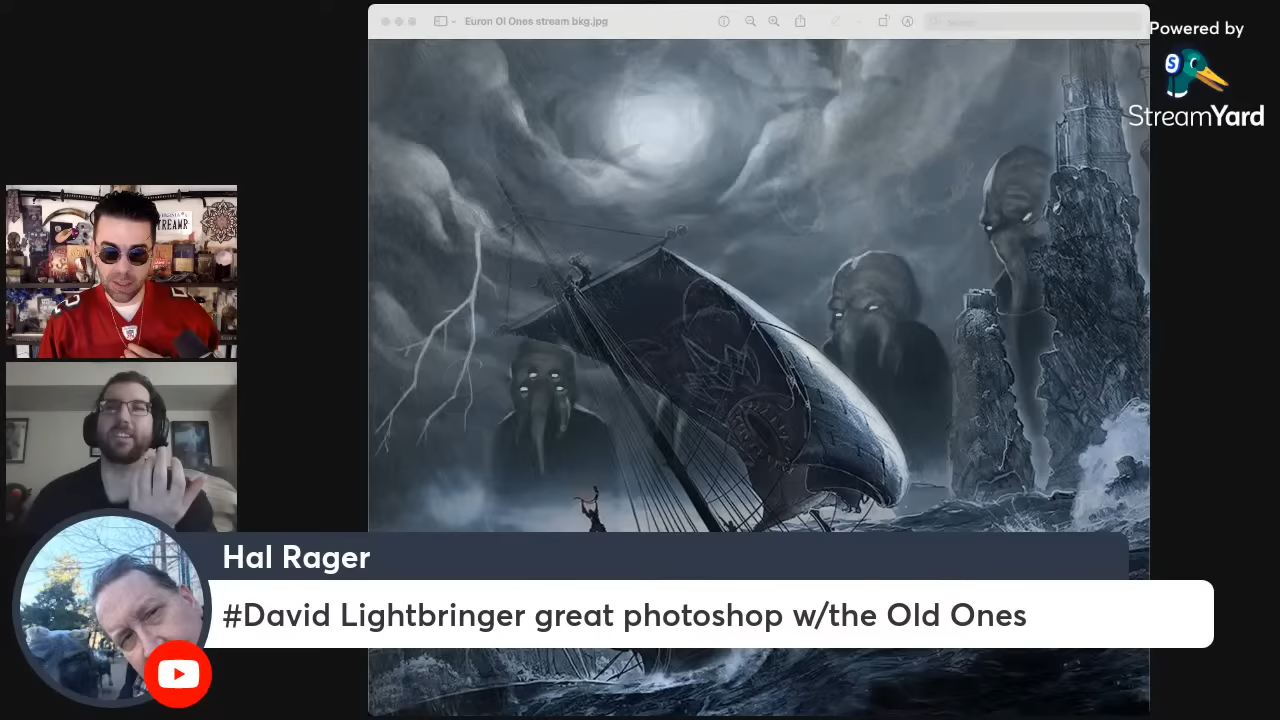 Euron Ol Ones stream bkg.jpg
Powered by
StreamYard
Hal Rager
#David Lightbringer great photoshop w/the Old Ones